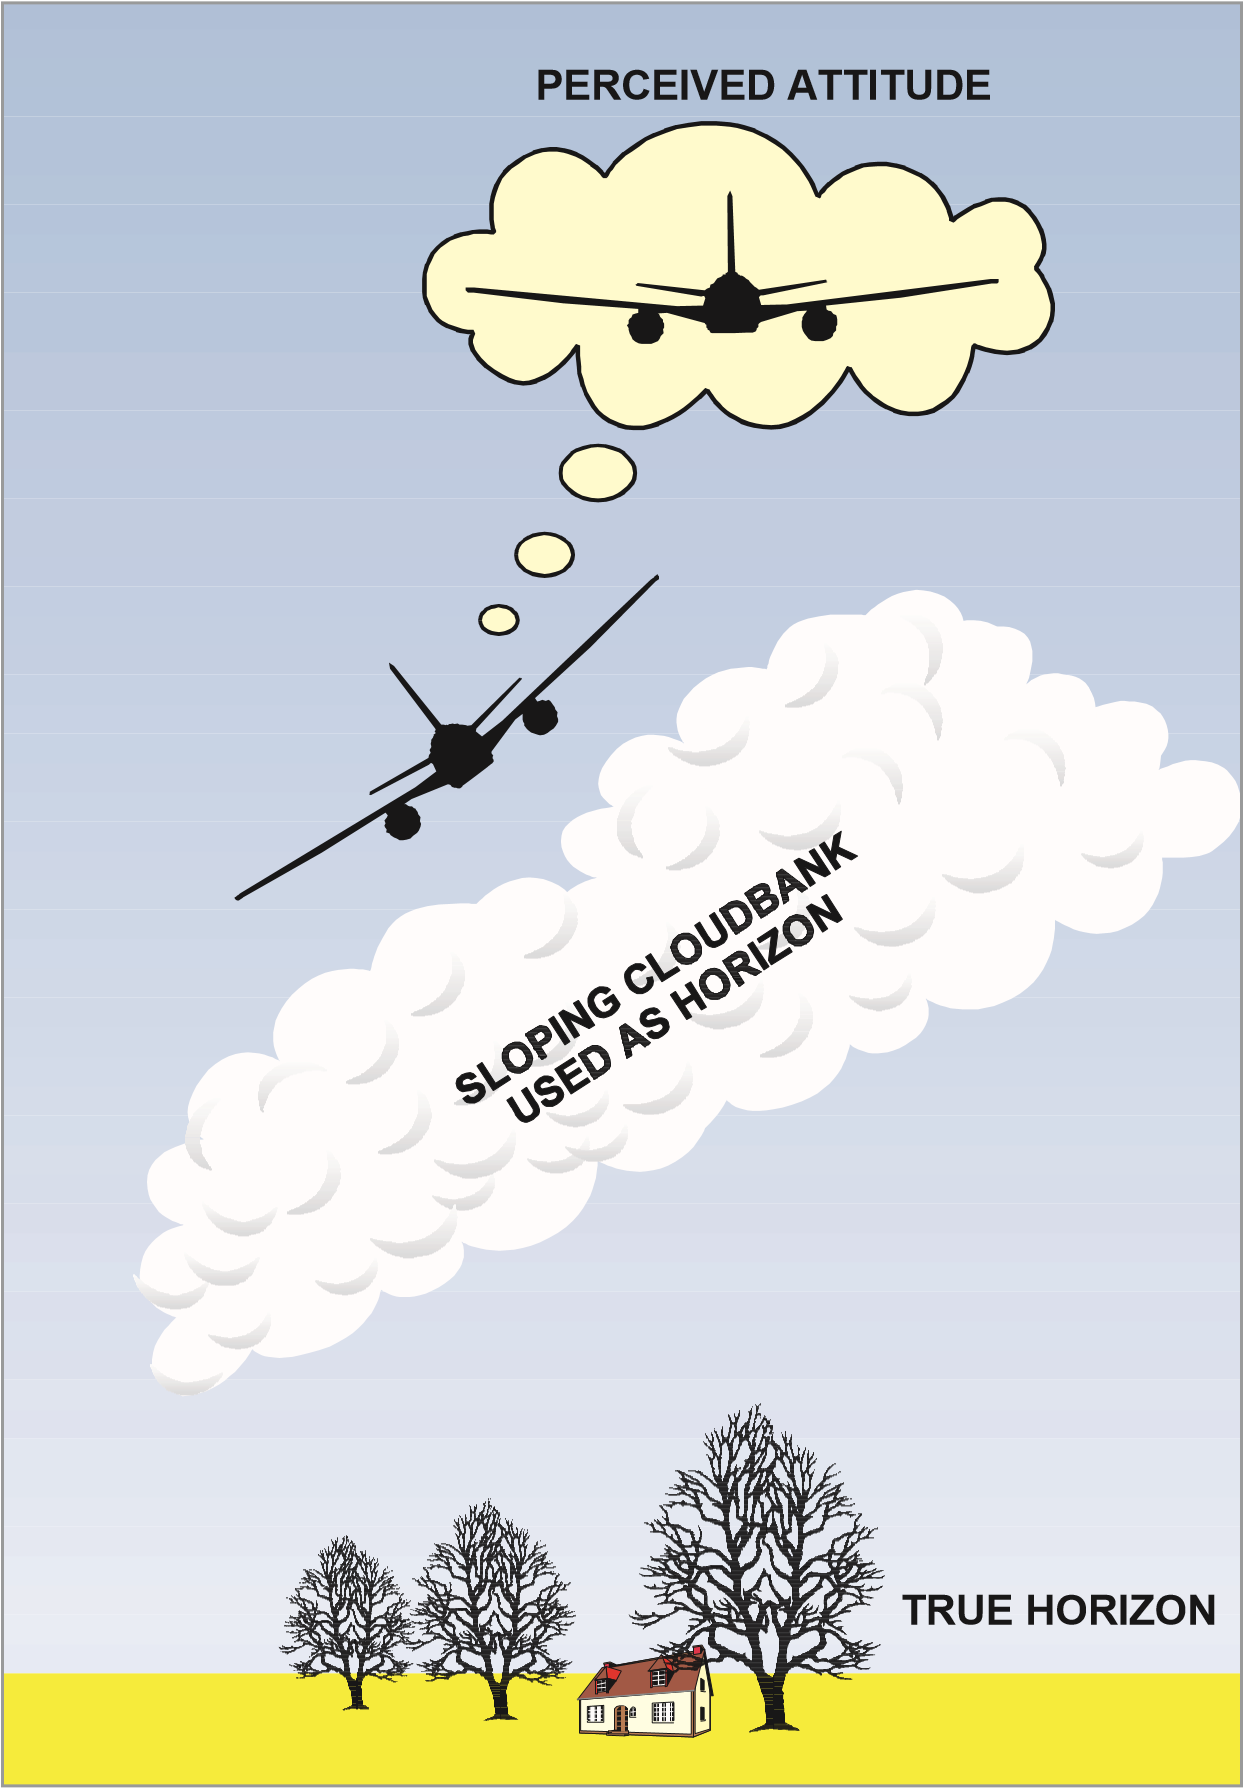 PERCEIVED ATTITUDE
SLOPING CLOUDBANK
USED AS HORIZON
TRUE HORIZON